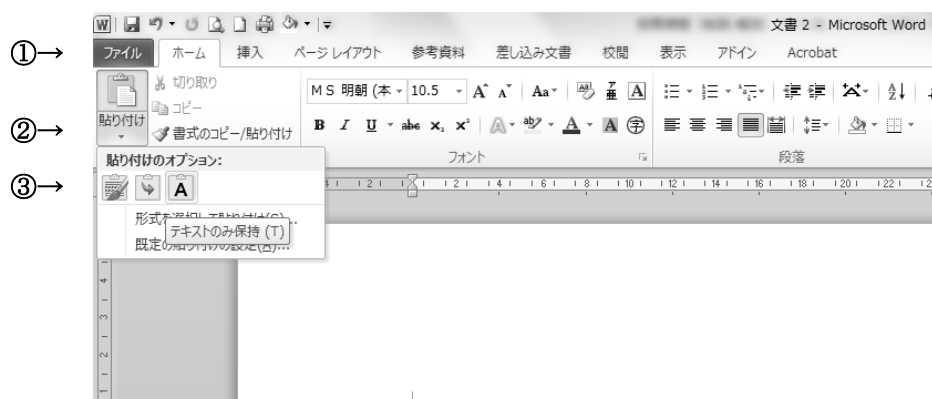 文書 2 - Microsoft Word
①→
ファイル ホーム 挿入 ページ レイアウト 参考資料 差し込み文書 校閲 表示 アドイン Acrobat
切り取り
コピー
書式のコピー/貼り付け
貼り付け
ＭＳ 明朝 (本 10.5
②→
フォント 段落
貼り付けのオプション:
③→
形式を選択して貼り付け(S)...
テキストのみ保持 (T)
既定の貼り付けの設定(A)...